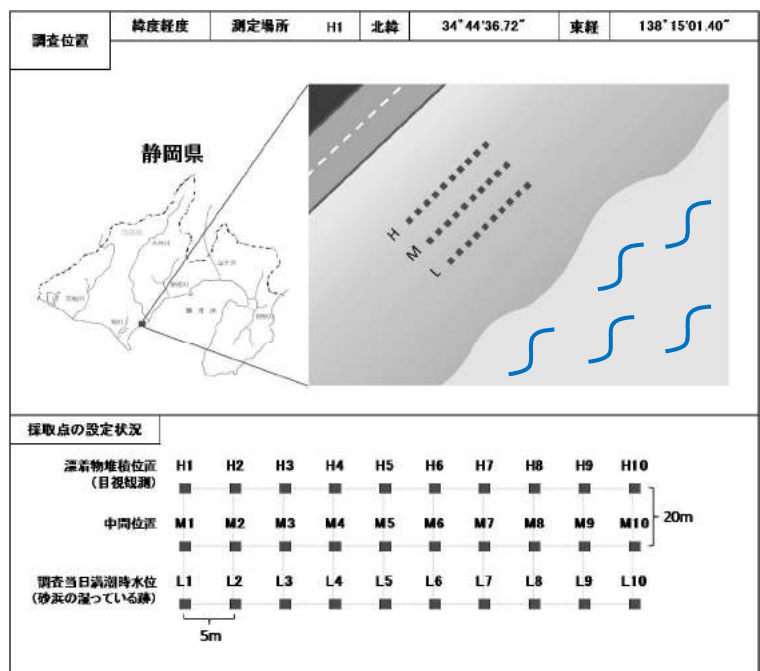 調査位置 緯度経度 測定場所 H1 北緯 34°44'36.72" 東経 138°15'01.40"
静岡県
H
M
L
採取点の設定状況
漂着物堆積位置 H1 H2 H3 H4 H5 H6 H7 H8 H9 H10
(目視観測)
20m
中間位置 M1 M2 M3 M4 M5 M6 M7 M8 M9 M10
調査当日満潮時水位 L1 L2 L3 L4 L5 L6 L7 L8 L9 L10
(砂浜の湿っている跡)
5m